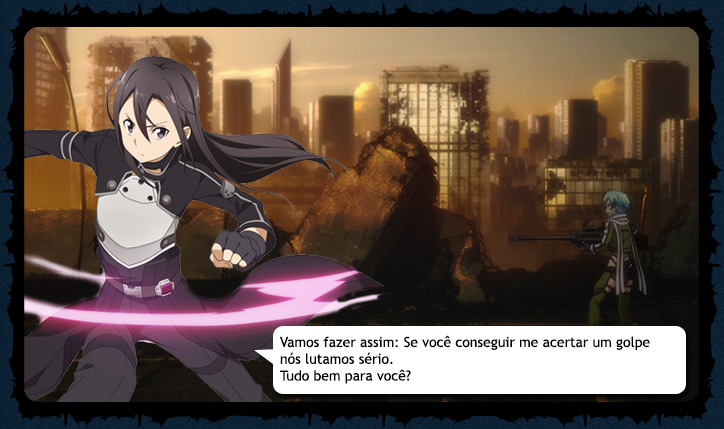 Vamos fazer assim: Se você conseguir me acertar um golpe
nós lutamos sério.
Tudo bem para você?